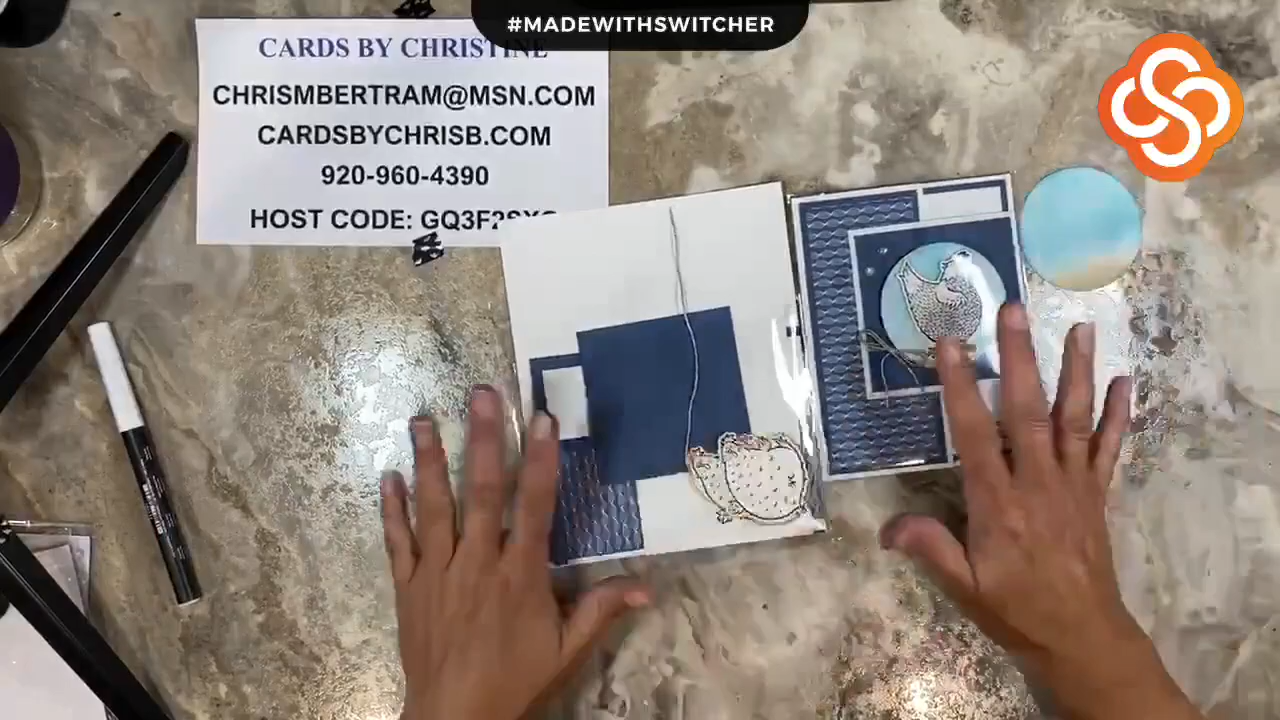 #MADEWITHSWITCHER
CARDS BY CHRISTINE
CHRISMBERTRAM@MSN.COM
CARDSBYCHRISB.COM
920-960-4390
HOST CODE: